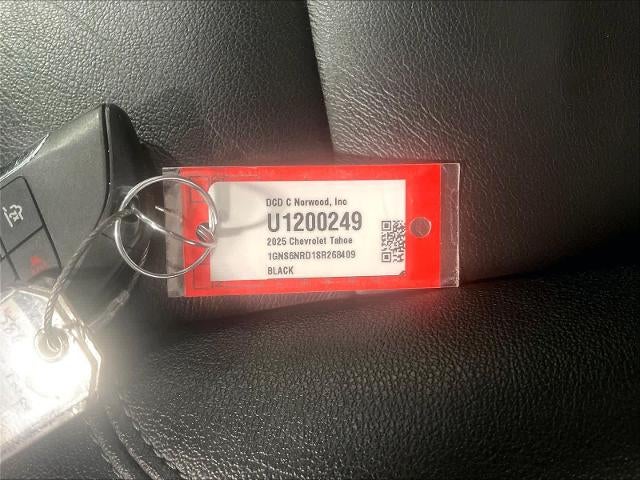 DCD C Norwood, Inc
U1200249
2025 Chevrolet Tahoe
1GNS6NRD1SR268409
BLACK